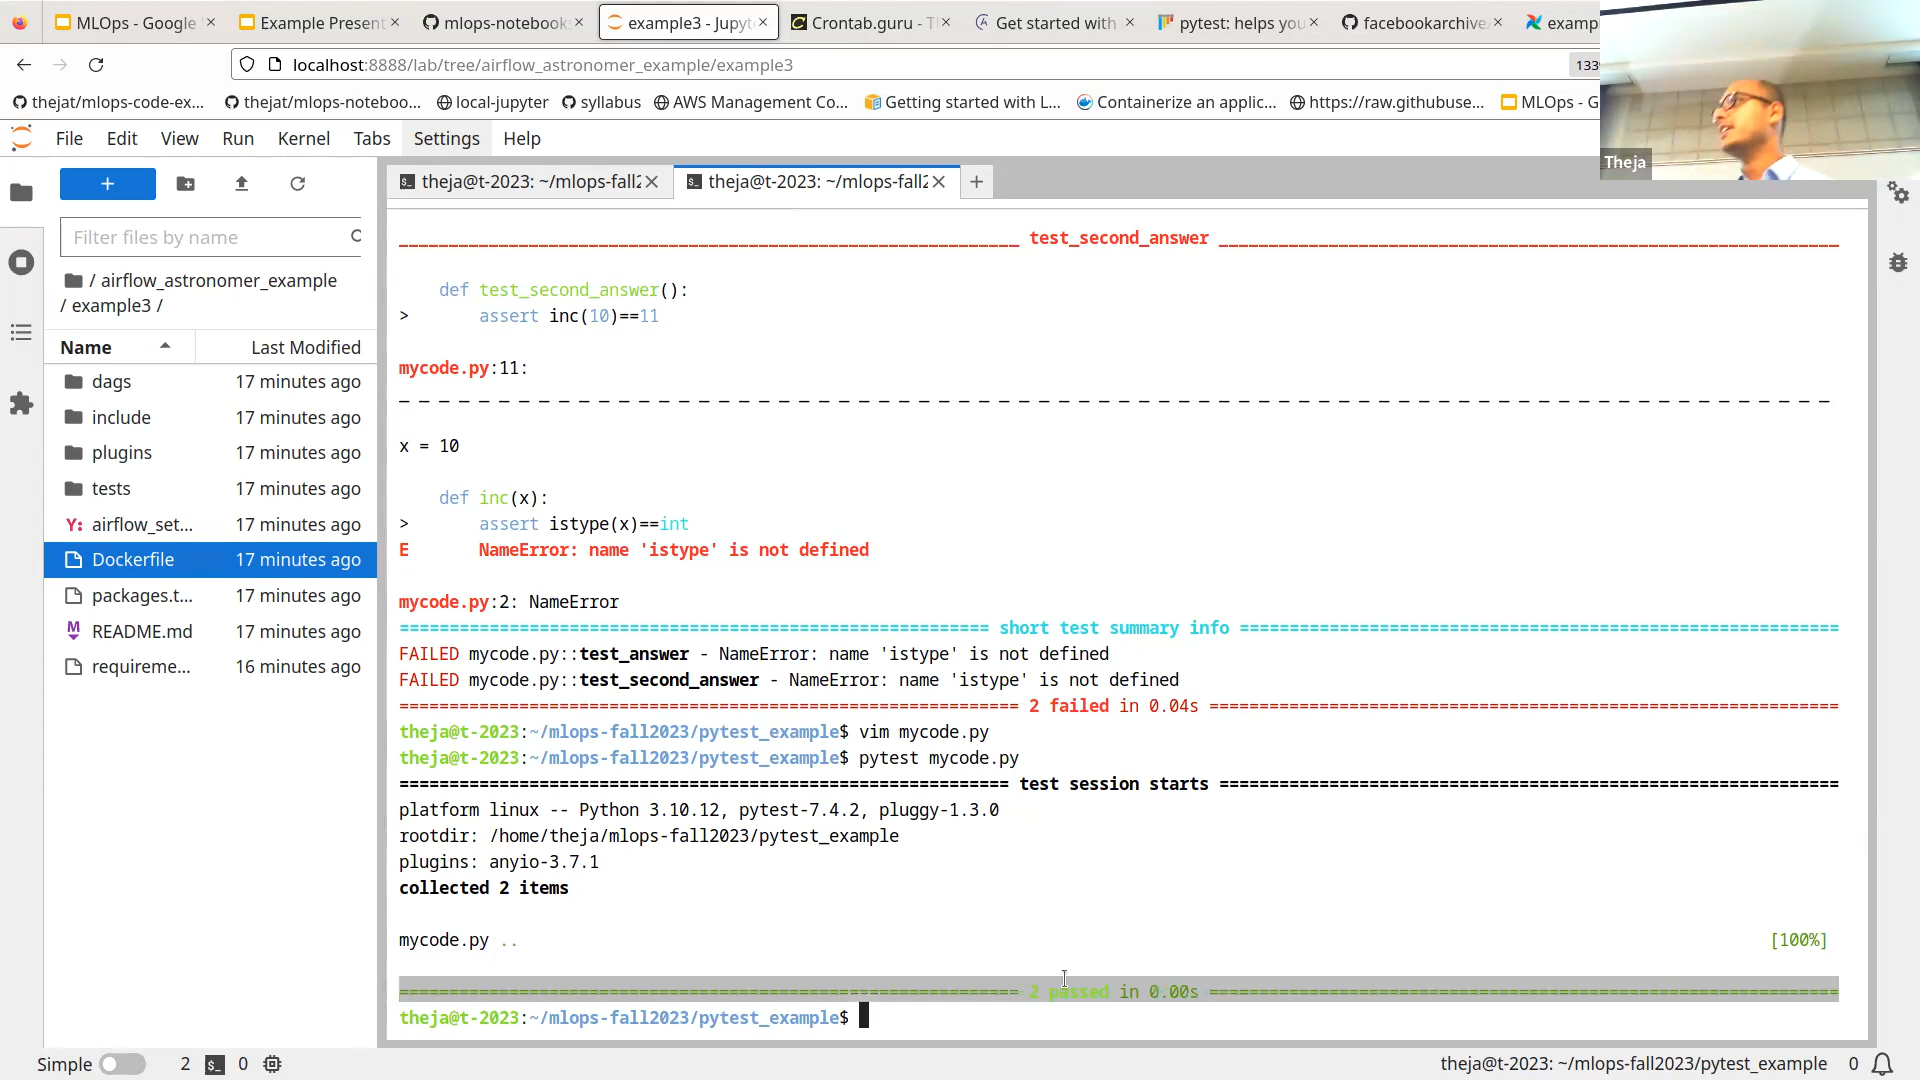 MLOps - Google
Example Present
mlops-notebook
example3 - Jupyt
Crontab.guru - T
Get started with
pytest: helps you
facebookarchive
examp
localhost:8888/lab/tree/airflow_astronomer_example/example3
133
thejat/mlops-code-ex...
thejat/mlops-noteboo...
local-jupyter
syllabus
AWS Management Co...
Getting started with L...
Containerize an applic...
https://raw.githubuse...
MLOps - G
Theja
File Edit View Run Kernel Tabs Settings Help
theja@t-2023: ~/mlops-fall2
theja@t-2023: ~/mlops-fall2
Filter files by name
/ airflow_astronomer_example
/ example3 /
Name Last Modified
dags 17 minutes ago
include 17 minutes ago
plugins 17 minutes ago
tests 17 minutes ago
Y: airflow_set... 17 minutes ago
Dockerfile 17 minutes ago
packages.t... 17 minutes ago
README.md 17 minutes ago
requireme... 16 minutes ago
test_second_answer
def test_second_answer():
> assert inc(10)==11
mycode.py:11:
x = 10
def inc(x):
> assert istype(x)==int
E NameError: name 'istype' is not defined
mycode.py:2: NameError
short test summary info
FAILED mycode.py::test_answer - NameError: name 'istype' is not defined
FAILED mycode.py::test_second_answer - NameError: name 'istype' is not defined
2 failed in 0.04s
theja@t-2023:~/mlops-fall2023/pytest_example$ vim mycode.py
theja@t-2023:~/mlops-fall2023/pytest_example$ pytest mycode.py
test session starts
platform linux -- Python 3.10.12, pytest-7.4.2, pluggy-1.3.0
rootdir: /home/theja/mlops-fall2023/pytest_example
plugins: anyio-3.7.1
collected 2 items
mycode.py .. [100%]
2 passed in 0.00s
theja@t-2023:~/mlops-fall2023/pytest_example$
Simple 2 0
theja@t-2023: ~/mlops-fall2023/pytest_example 0